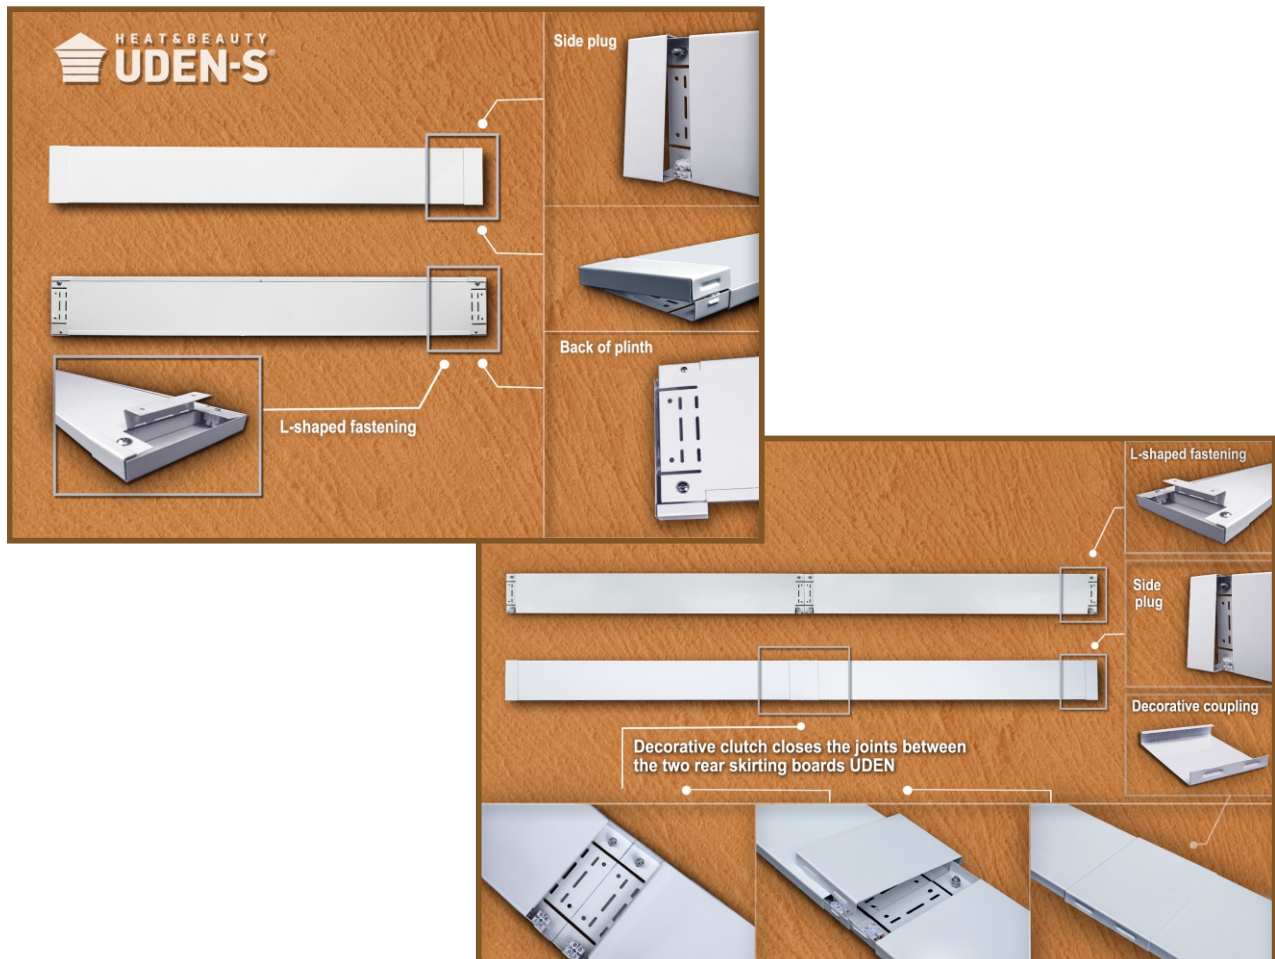 HEAT&BEAUTY
UDEN-S®
Side plug
Back of plinth
L-shaped fastening
L-shaped fastening
Side
plug
Decorative coupling
Decorative clutch closes the joints between
the two rear skirting boards UDEN